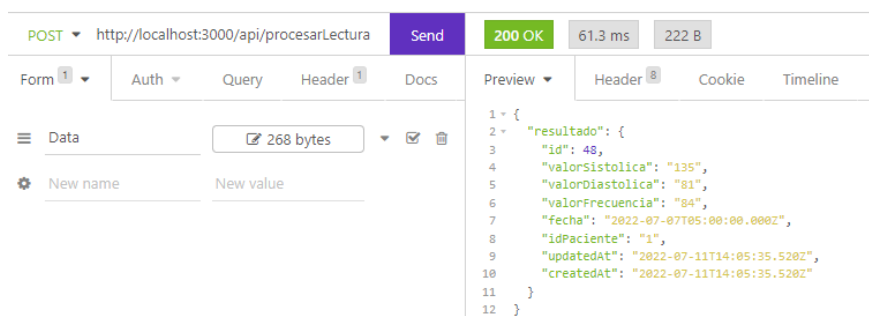 POST http://localhost:3000/api/procesarLectura Send 200 OK 61.3 ms 222 B
Form 1 Auth Query Header 1 Docs Preview Header 8 Cookie Timeline
Data 268 bytes
New name New value
1 {
2 "resultado": {
3 "id": 48,
4 "valorSistolica": "135",
5 "valorDiastolica": "81",
6 "valorFrecuencia": "84",
7 "fecha": "2022-07-07T05:00:00.000Z",
8 "idPaciente": "1",
9 "updatedAt": "2022-07-11T14:05:35.520Z",
10 "createdAt": "2022-07-11T14:05:35.520Z"
11 }
12 }